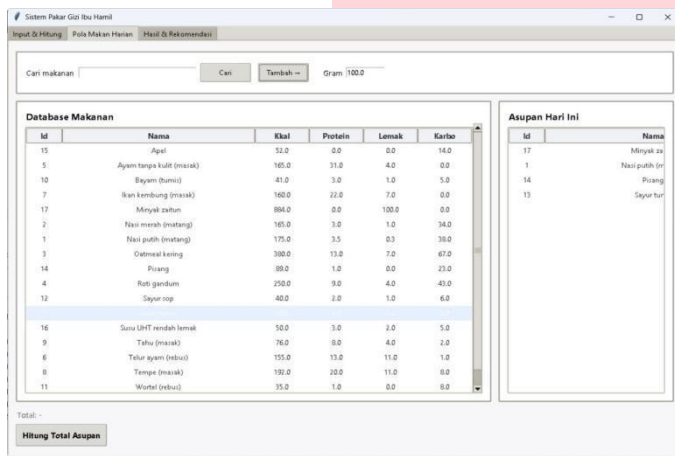 Sistem Pakar Gizi Ibu Hamil
Input & Hitung Pola Makan Harian Hasil & Rekomendasi
Cari makanan Cari Tambah → Gram 100.0
Database Makanan
Id Nama Kkal Protein Lemak Karbo
15 Apel 52.0 0.0 0.0 14.0
5 Ayam tanpa kulit (masak) 165.0 31.0 4.0 0.0
10 Bayam (tumis) 41.0 3.0 1.0 5.0
7 Ikan kembung (masak) 160.0 22.0 7.0 0.0
17 Minyak zaitun 884.0 0.0 100.0 0.0
2 Nasi merah (matang) 165.0 3.0 1.0 34.0
1 Nasi putih (matang) 175.0 3.5 0.3 38.0
3 Oatmeal kering 380.0 13.0 7.0 67.0
14 Pisang 89.0 1.0 0.0 23.0
4 Roti gandum 250.0 9.0 4.0 43.0
12 Sayur sop 40.0 2.0 1.0 6.0
16 Susu UHT rendah lemak 50.0 3.0 2.0 5.0
9 Tahu (masak) 76.0 8.0 4.0 2.0
6 Telur ayam (rebus) 155.0 13.0 11.0 1.0
8 Tempe (masak) 192.0 20.0 11.0 8.0
11 Wortel (rebus) 35.0 1.0 0.0 8.0
Asupan Hari Ini
Id Nama
17 Minyak za
1 Nasi putih (m
14 Pisang
13 Sayur tur
Total: -
Hitung Total Asupan